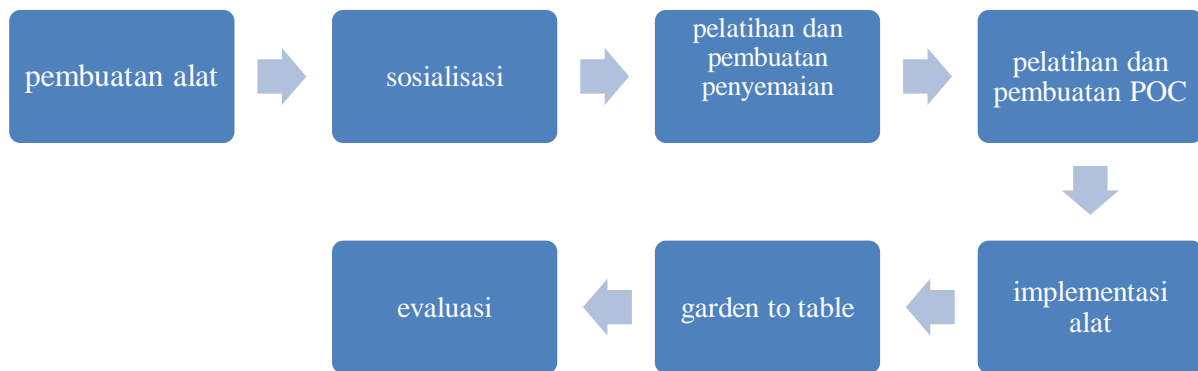 pembuatan alat
sosialisasi
pelatihan dan
pembuatan
penyemaian
pelatihan dan
pembuatan POC
implementasi
alat
garden to table
evaluasi